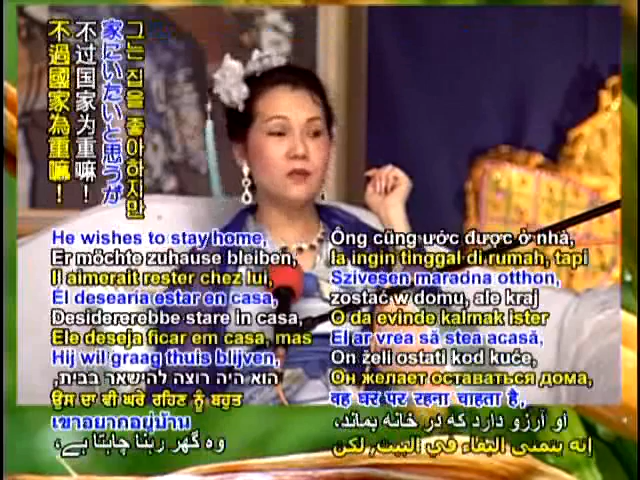 그는 집을 좋아하지만
家にいたいと思うが
不过国家为重嘛！
不過國家為重嘛！
He wishes to stay home,
Er möchte zuhause bleiben,
Il aimerait rester chez lui,
Él desearía estar en casa,
Desidererebbe stare in casa,
Ele deseja ficar em casa, mas
Hij wil graag thuis blijven,
הוא היה רוצה להישאר בבית,
ਉਸ ਦਾ ਵੀ ਘਰੇ ਰਹਿਣ ਨੂੰ ਬਹੁਤ
เขาอยากอยู่บ้าน
وہ گھر رہنا چاہتا ہے،
Ông cũng ước được ở nhà,
Ia ingin tinggal di rumah, tapi
Szívesen maradna otthon,
zostać w domu, ale kraj
O da evinde kalmak ister
El ar vrea să stea acasă,
On želi ostati kod kuće,
Он желает оставаться дома,
वह घर पर रहना चाहता है,
او آرزو دارد که در خانه بماند،
إنه يتمنى البقاء في البيت، لكن